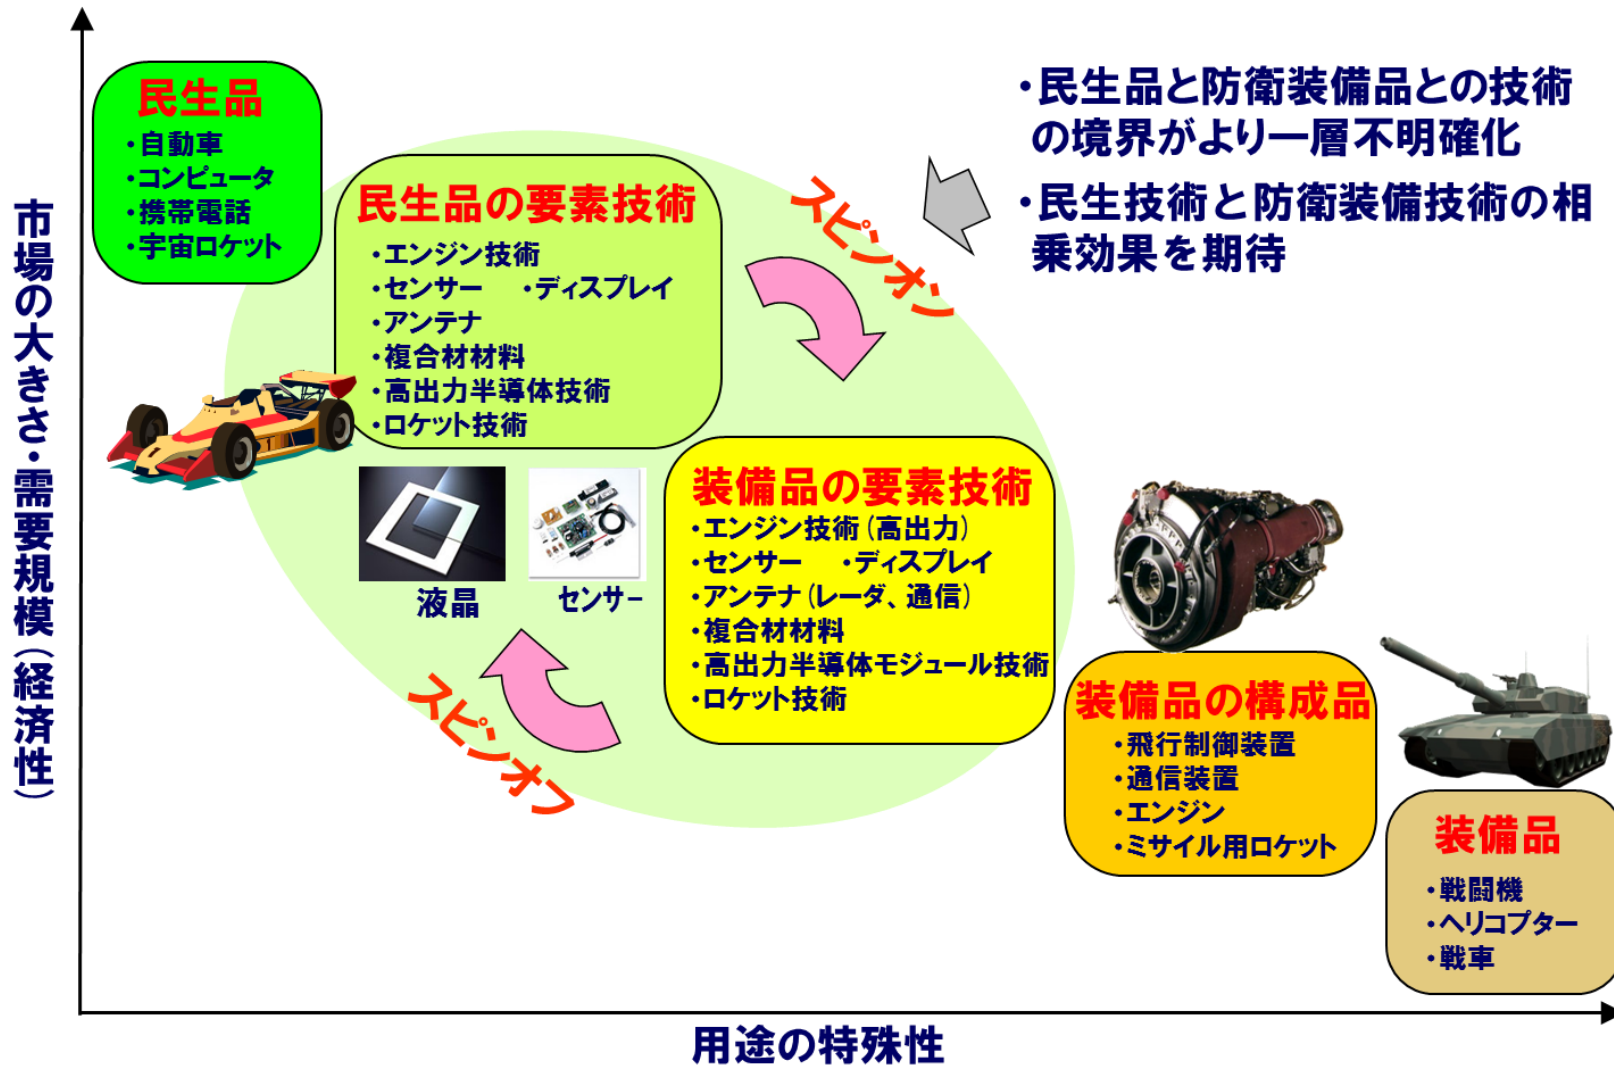 民生品
・自動車
・コンピュータ
・携帯電話
・宇宙ロケット
民生品の要素技術
・エンジン技術
・センサー ・ディスプレイ
・アンテナ
・複合材材料
・高出力半導体技術
・ロケット技術
スピンオン
・民生品と防衛装備品との技術
の境界がより一層不明確化
・民生技術と防衛装備技術の相
乗効果を期待
市場の大きさ・需要規模(経済性)
液晶
センサー
装備品の要素技術
・エンジン技術(高出力)
・センサー ・ディスプレイ
・アンテナ(レーダ、通信)
・複合材材料
・高出力半導体モジュール技術
・ロケット技術
スピンオフ
装備品の構成品
・飛行制御装置
・通信装置
・エンジン
・ミサイル用ロケット
装備品
・戦闘機
・ヘリコプター
・戦車
用途の特殊性